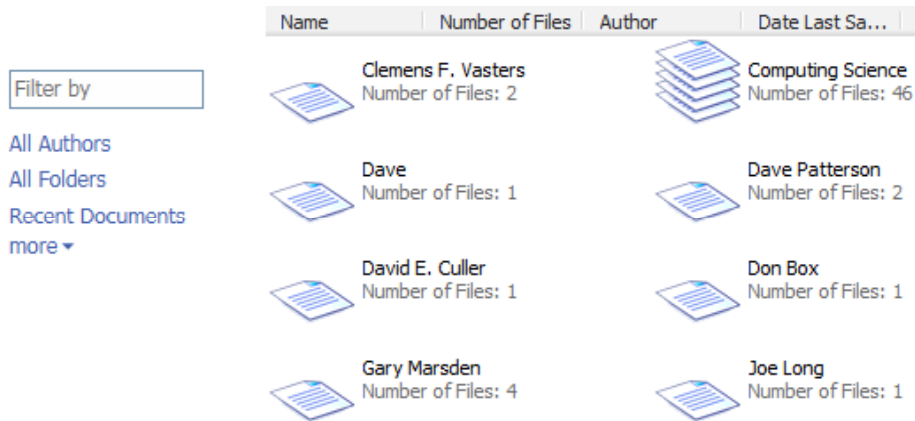 Name Number of Files Author Date Last Sa...
Filter by
All Authors
All Folders
Recent Documents
more
Clemens F. Vasters
Number of Files: 2
Computing Science
Number of Files: 46
Dave
Number of Files: 1
Dave Patterson
Number of Files: 2
David E. Culler
Number of Files: 1
Don Box
Number of Files: 1
Gary Marsden
Number of Files: 4
Joe Long
Number of Files: 1